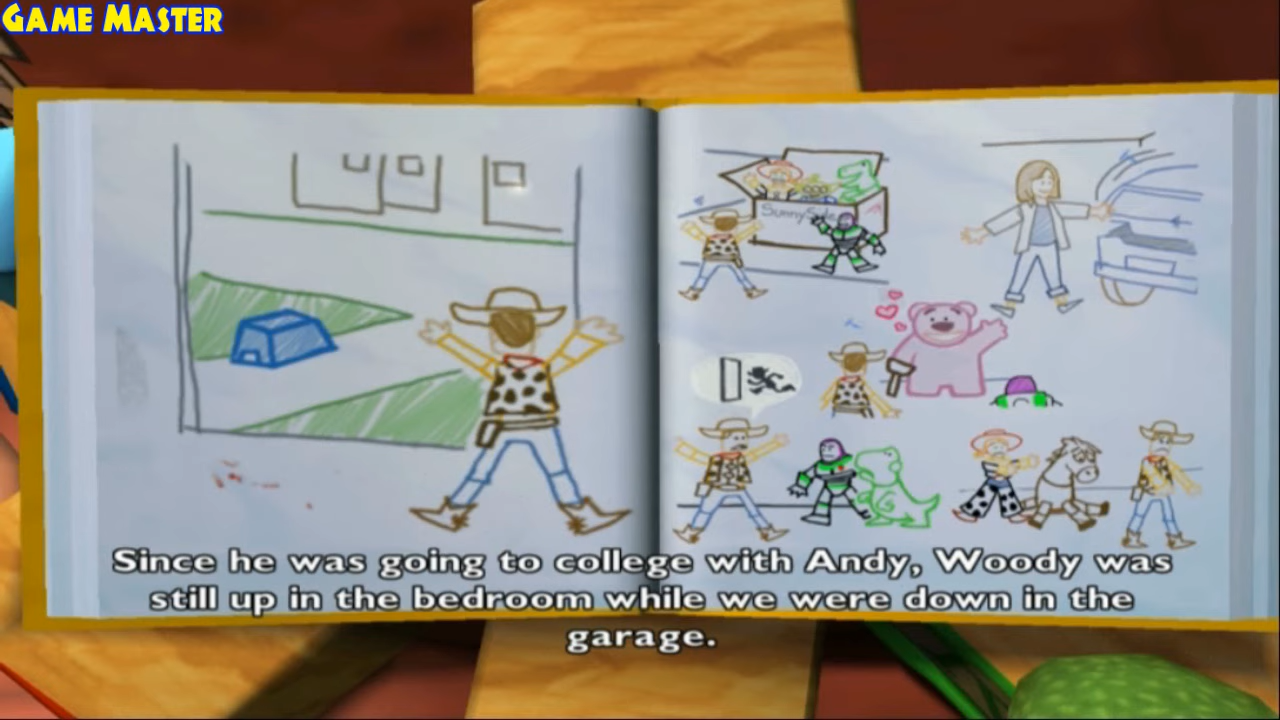 GAME MASTER
SunnySide
Since he was going to college with Andy, Woody was
still up in the bedroom while we were down in the
garage.